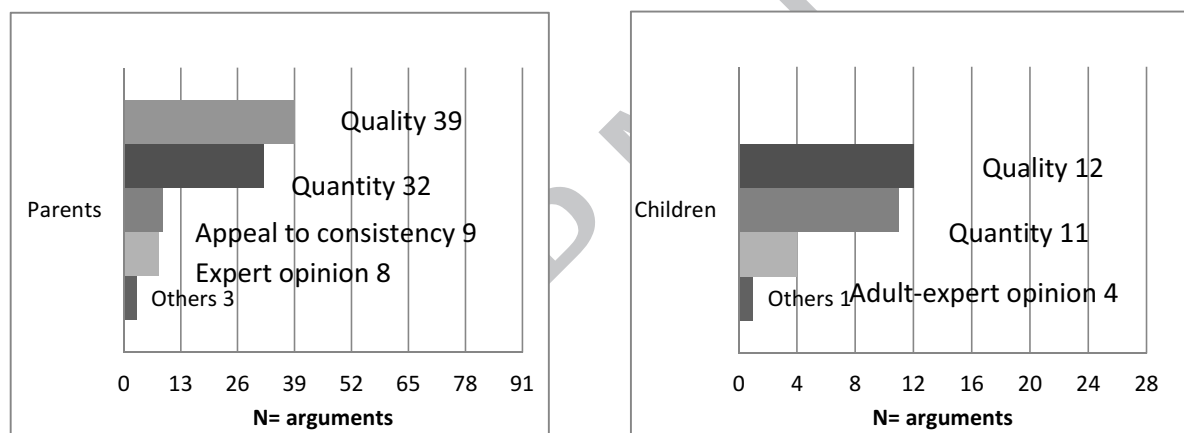 Quality 39
Quantity 32
Parents
Appeal to consistency 9
Expert opinion 8
Others 3
0 13 26 39 52 65 78 91
N= arguments
Quality 12
Children
Quantity 11
Others 1
Adult-expert opinion 4
0 4 8 12 16 20 24 28
N= arguments